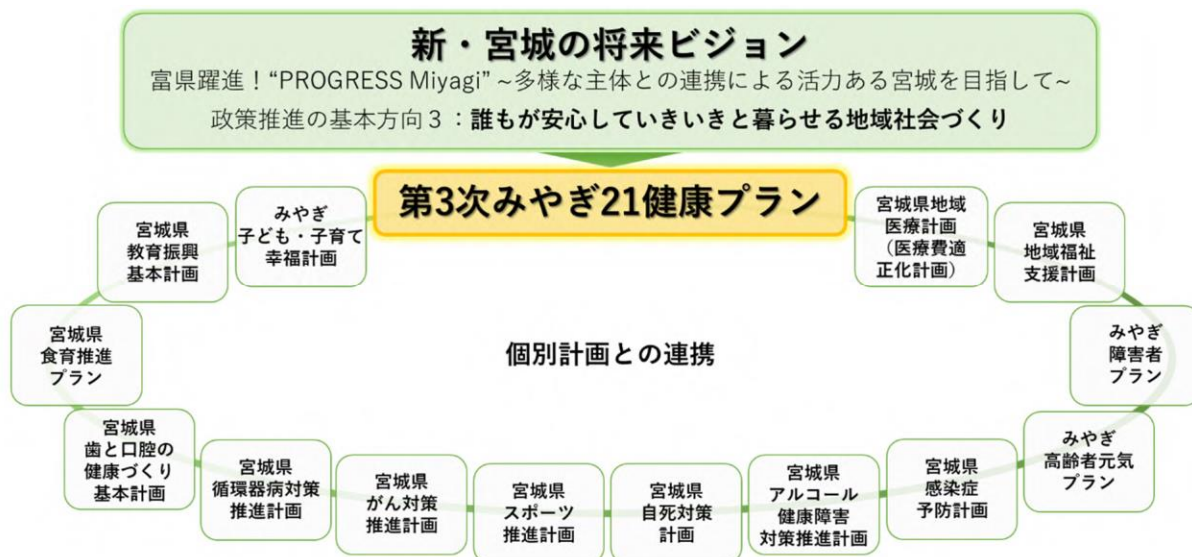 新・宮城の将来ビジョン
富県躍進！“PROGRESS Miyagi” ~多様な主体との連携による活力ある宮城を目指して~
政策推進の基本方向３：誰もが安心していきいきと暮らせる地域社会づくり
第3次みやぎ21健康プラン
宮城県
教育振興
基本計画
みやぎ
子ども・子育て
幸福計画
宮城県地域
医療計画
（医療費適
正化計画）
宮城県
地域福祉
支援計画
宮城県
食育推進
プラン
個別計画との連携
みやぎ
障害者
プラン
宮城県
歯と口腔の
健康づくり
基本計画
宮城県
循環器病対策
推進計画
宮城県
がん対策
推進計画
宮城県
スポーツ
推進計画
宮城県
自死対策
計画
宮城県
アルコール
健康障害
対策推進計画
宮城県
感染症
予防計画
みやぎ
高齢者元気
プラン